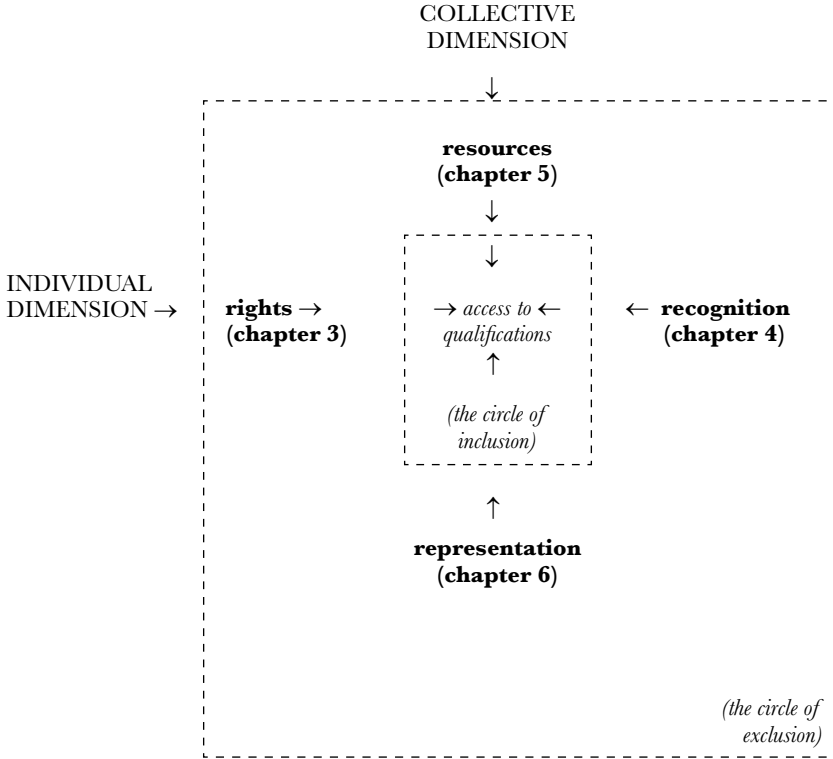 COLLECTIVE
DIMENSION
↓
resources
(chapter 5)
↓
↓
INDIVIDUAL
DIMENSION →
rights →
(chapter 3)
→ access to ←
qualifications
↑
← recognition
(chapter 4)
(the circle of
inclusion)
↑
representation
(chapter 6)
(the circle of
exclusion)